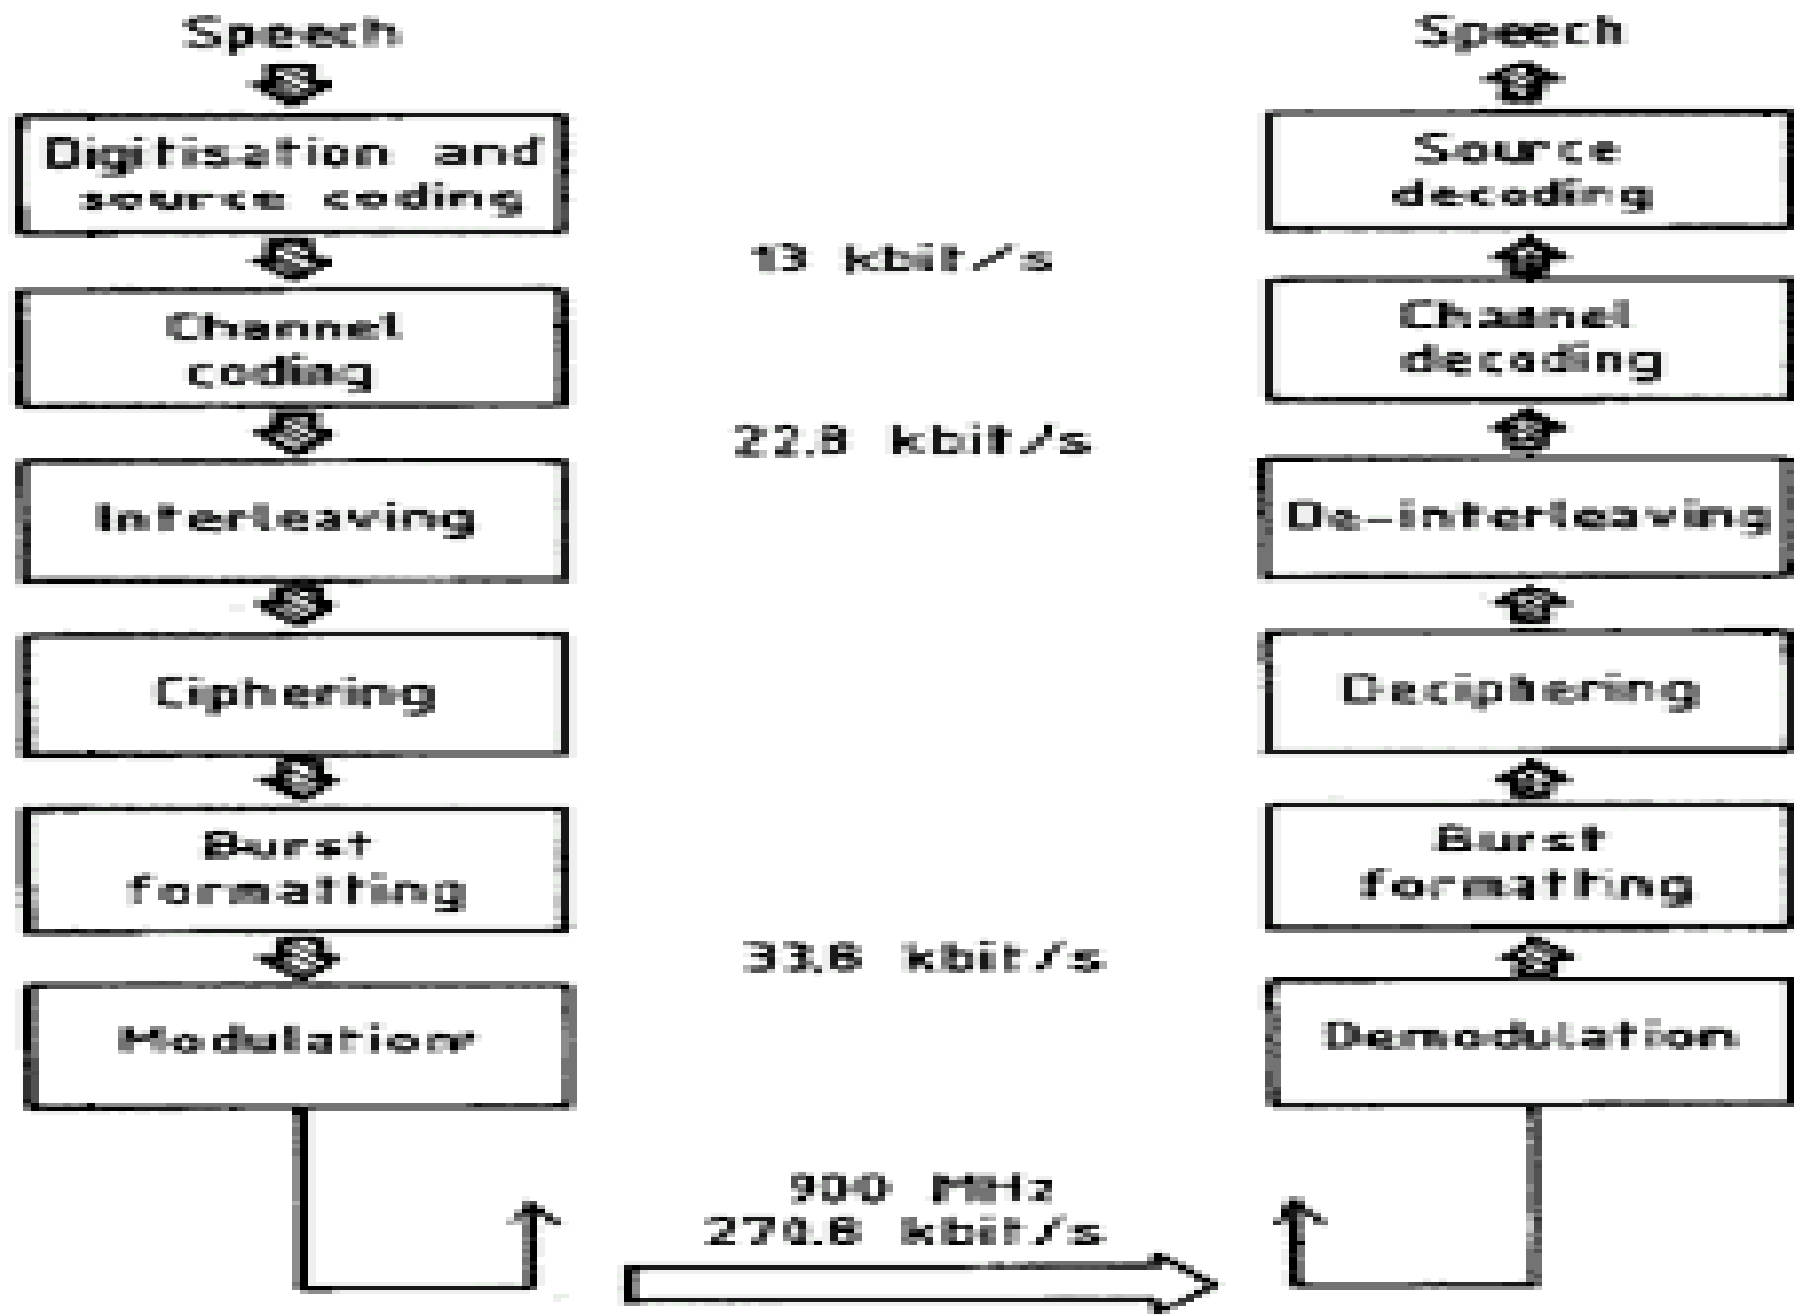 Speech
Digitisation and
source coding
Channel
coding
Interleaving
Ciphering
Burst
formatting
Modulation
13 kbit/s
22.8 kbit/s
33.8 kbit/s
900 MHz
270.8 kbit/s
Speech
Source
decoding
Channel
decoding
De-interleaving
Deciphering
Burst
formatting
Demodulation